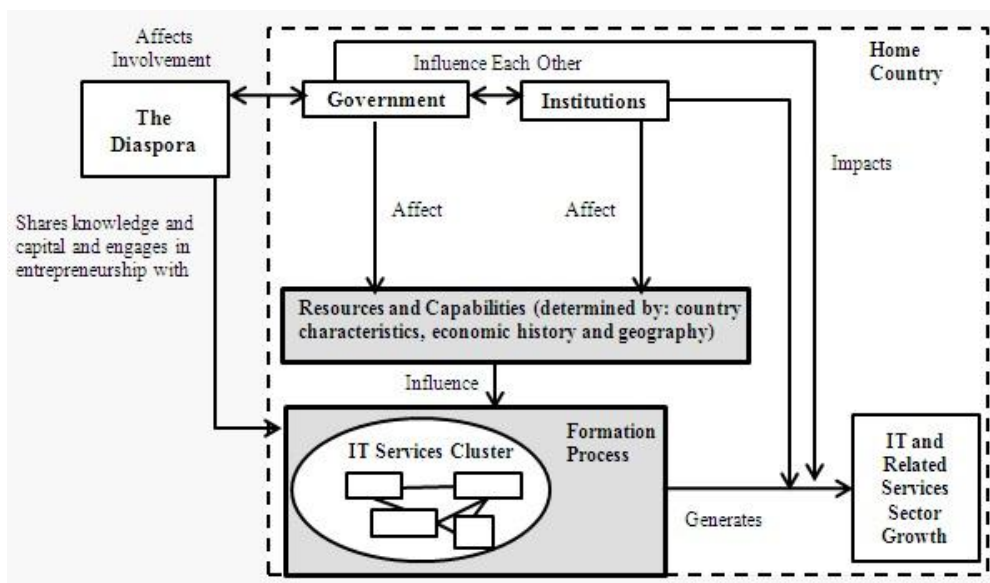 Affects
Involvement
Influence Each Other
Home
Country
Government
Institutions
The
Diaspora
Impacts
Shares knowledge and
capital and engages in
entrepreneurship with
Affect
Affect
Resources and Capabilities (determined by: country
characteristics, economic history and geography)
Influence
Formation
Process
IT Services Cluster
IT and
Related
Services
Sector
Growth
Generates